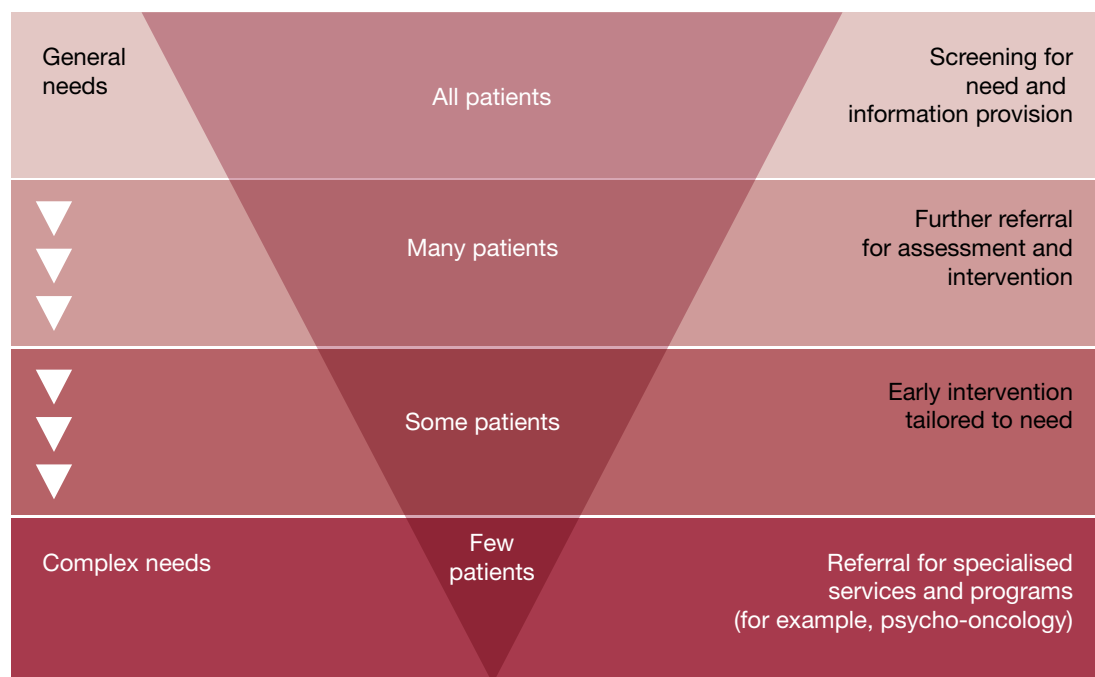 General
needs
All patients
Screening for
need and
information provision
Many patients
Further referral
for assessment and
intervention
Some patients
Early intervention
tailored to need
Complex needs
Few
patients
Referral for specialised
services and programs
(for example, psycho-oncology)